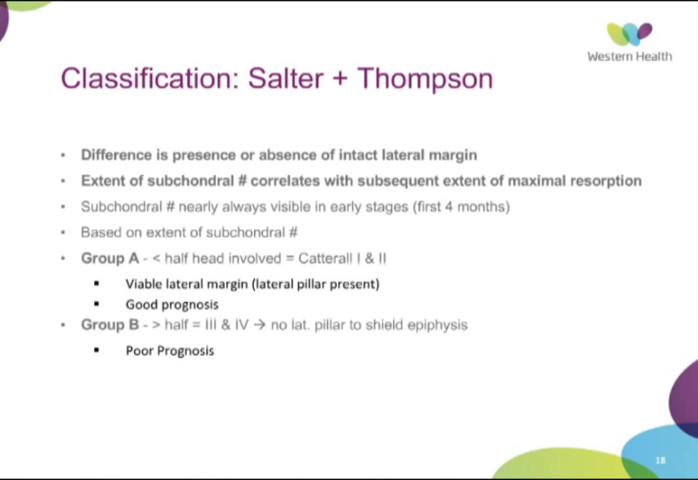 Western Health
Classification: Salter + Thompson
• Difference is presence or absence of intact lateral margin
• Extent of subchondral # correlates with subsequent extent of maximal resorption
• Subchondral # nearly always visible in early stages (first 4 months)
• Based on extent of subchondral #
• Group A - < half head involved = Catterall I & II
▪ Viable lateral margin (lateral pillar present)
▪ Good prognosis
• Group B - > half = III & IV → no lat. pillar to shield epiphysis
▪ Poor Prognosis
18